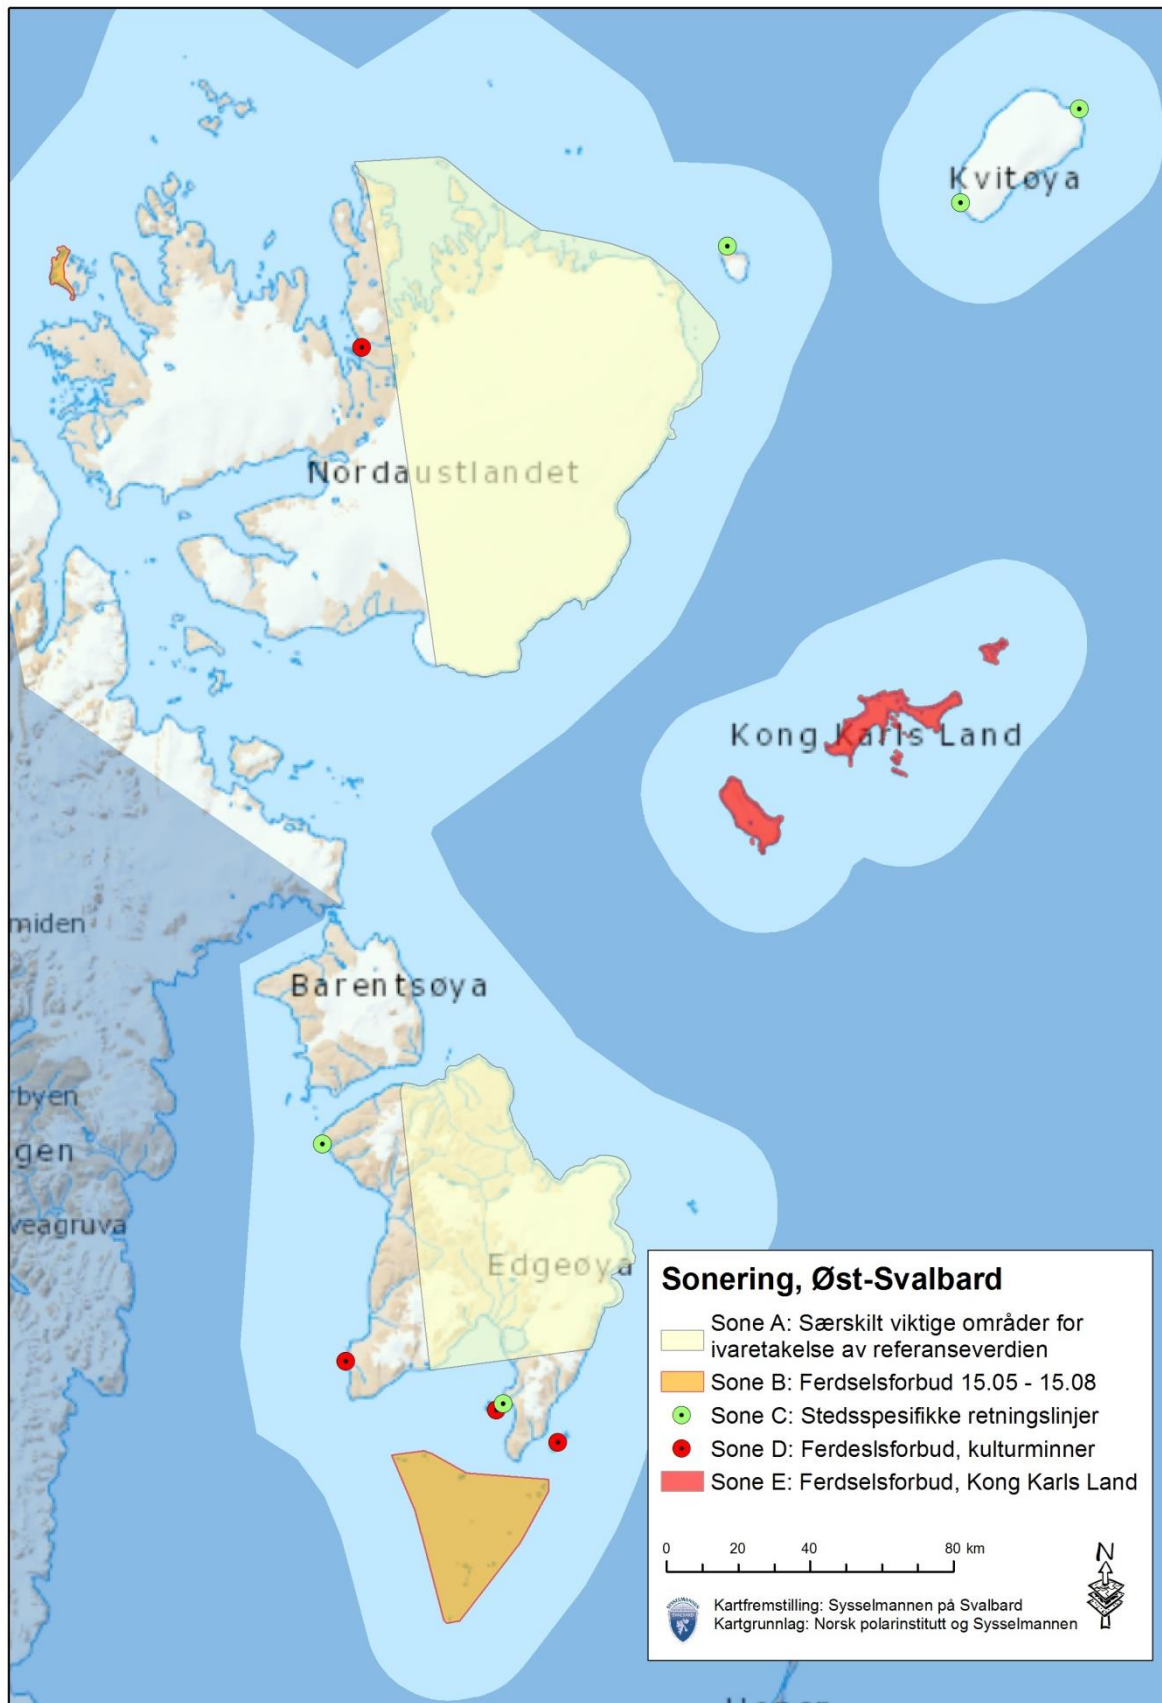 Kvitøya
Nordaustlandet
Kong Karls Land
miden
Barentsøya
byen
gen
veagruva
Edgeøya
Sonering, Øst-Svalbard
Sone A: Særskilt viktige områder for
ivaretakelse av referanseverdien
Sone B: Ferdselsforbud 15.05 - 15.08
Sone C: Stedsspesifikke retningslinjer
Sone D: Ferdeslsforbud, kulturminner
Sone E: Ferdselsforbud, Kong Karls Land
0 20 40 80 km
N
Kartfremstilling: Sysselmannen på Svalbard
Kartgrunnlag: Norsk polarinstitutt og Sysselmannen